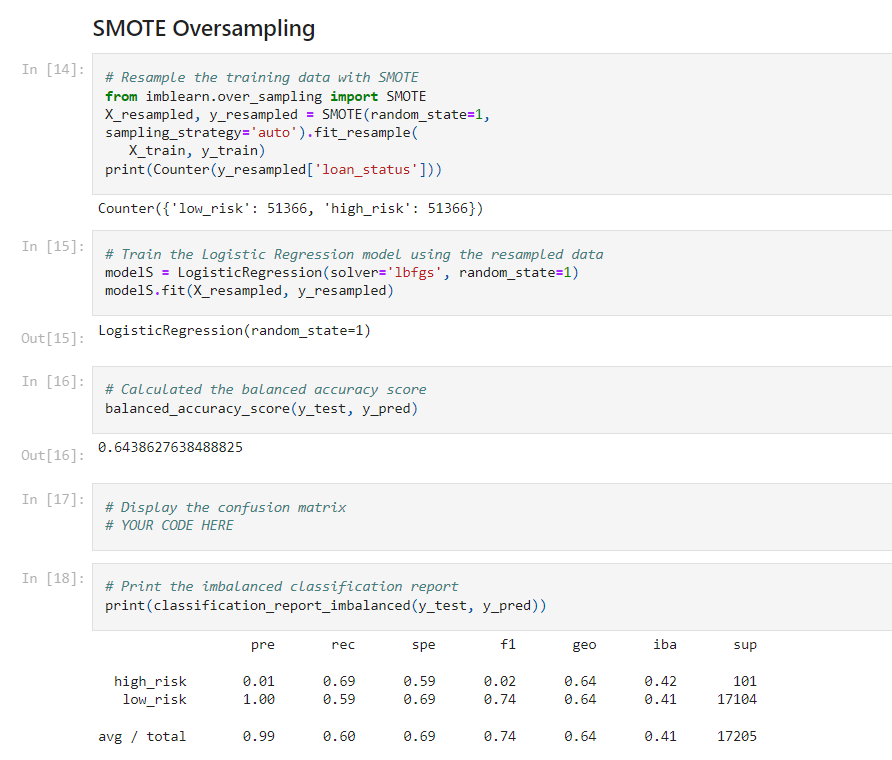 SMOTE Oversampling
In [14]:
# Resample the training data with SMOTE
from imblearn.over_sampling import SMOTE
X_resampled, y_resampled = SMOTE(random_state=1,
sampling_strategy='auto').fit_resample(
   X_train, y_train)
print(Counter(y_resampled['loan_status']))
Counter({'low_risk': 51366, 'high_risk': 51366})
In [15]:
# Train the Logistic Regression model using the resampled data
modelS = LogisticRegression(solver='lbfgs', random_state=1)
modelS.fit(X_resampled, y_resampled)
Out[15]:
LogisticRegression(random_state=1)
In [16]:
# Calculated the balanced accuracy score
balanced_accuracy_score(y_test, y_pred)
Out[16]:
0.6438627638488825
In [17]:
# Display the confusion matrix
# YOUR CODE HERE
In [18]:
# Print the imbalanced classification report
print(classification_report_imbalanced(y_test, y_pred))
pre rec spe f1 geo iba sup
high_risk 0.01 0.69 0.59 0.02 0.64 0.42 101
low_risk 1.00 0.59 0.69 0.74 0.64 0.41 17104
avg / total 0.99 0.60 0.69 0.74 0.64 0.41 17205